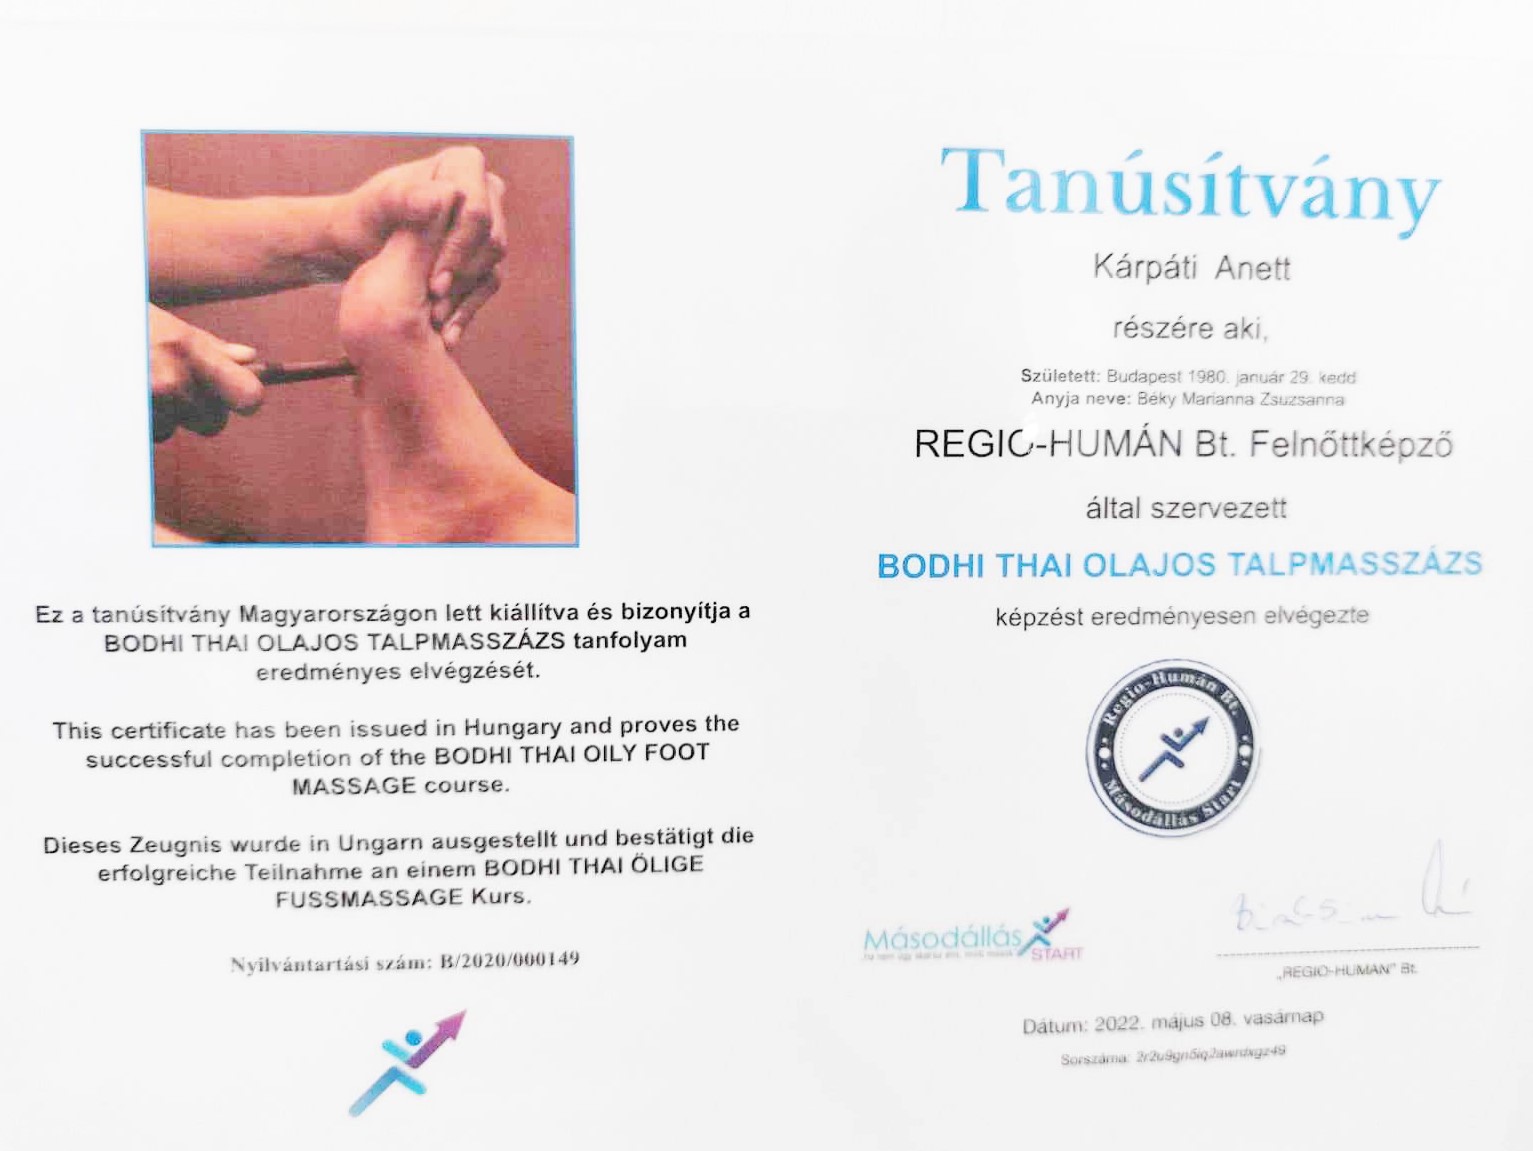 Ez a tanúsítvány Magyarországon lett kiállítva és bizonyítja a
BODHI THAI OLAJOS TALPMASSZÁZS tanfolyam
eredményes elvégzését.
This certificate has been issued in Hungary and proves the
successful completion of the BODHI THAI OILY FOOT
MASSAGE course.
Dieses Zeugnis wurde in Ungarn ausgestellt und bestätigt die
erfolgreiche Teilnahme an einem BODHI THAI ÖLIGE
FUSSMASSAGE Kurs.
Nyilvántartási szám: B/2020/000149
Tanúsítvány
Kárpáti Anett
részére aki,
Született: Budapest 1980. január 29. kedd
Anyja neve: Béky Marianna Zsuzsanna
REGIO-HUMÁN Bt. Felnőttképző
által szervezett
BODHI THAI OLAJOS TALPMASSZÁZS
képzést eredményesen elvégezte
Regio-Humán Bt.
Másodállás Start
Másodállás
START
„REGIO-HUMÁN” Bt.
Dátum: 2022. május 08. vasárnap
Sorszáma: